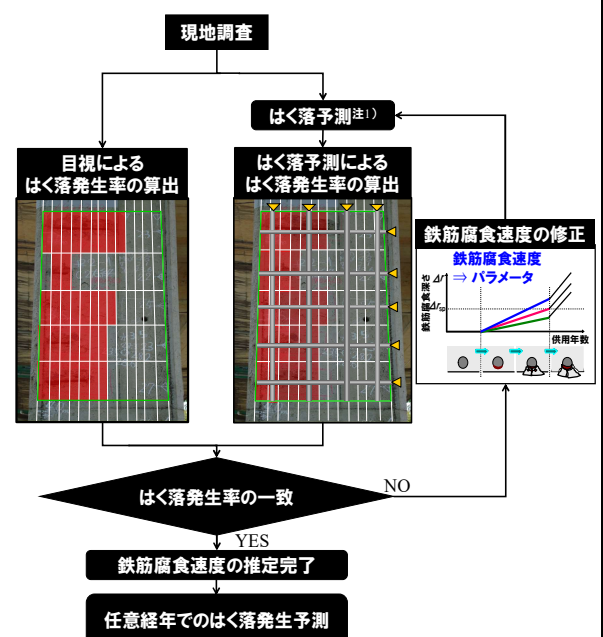 現地調査
はく落予測注1)
目視による
はく落発生率の算出
はく落予測による
はく落発生率の算出
鉄筋腐食速度の修正
鉄筋腐食速度
⇒ パラメータ
鉄筋腐食深さ Δr
Δrsp
供用年数
はく落発生率の一致
NO
YES
鉄筋腐食速度の推定完了
任意経年でのはく落発生予測